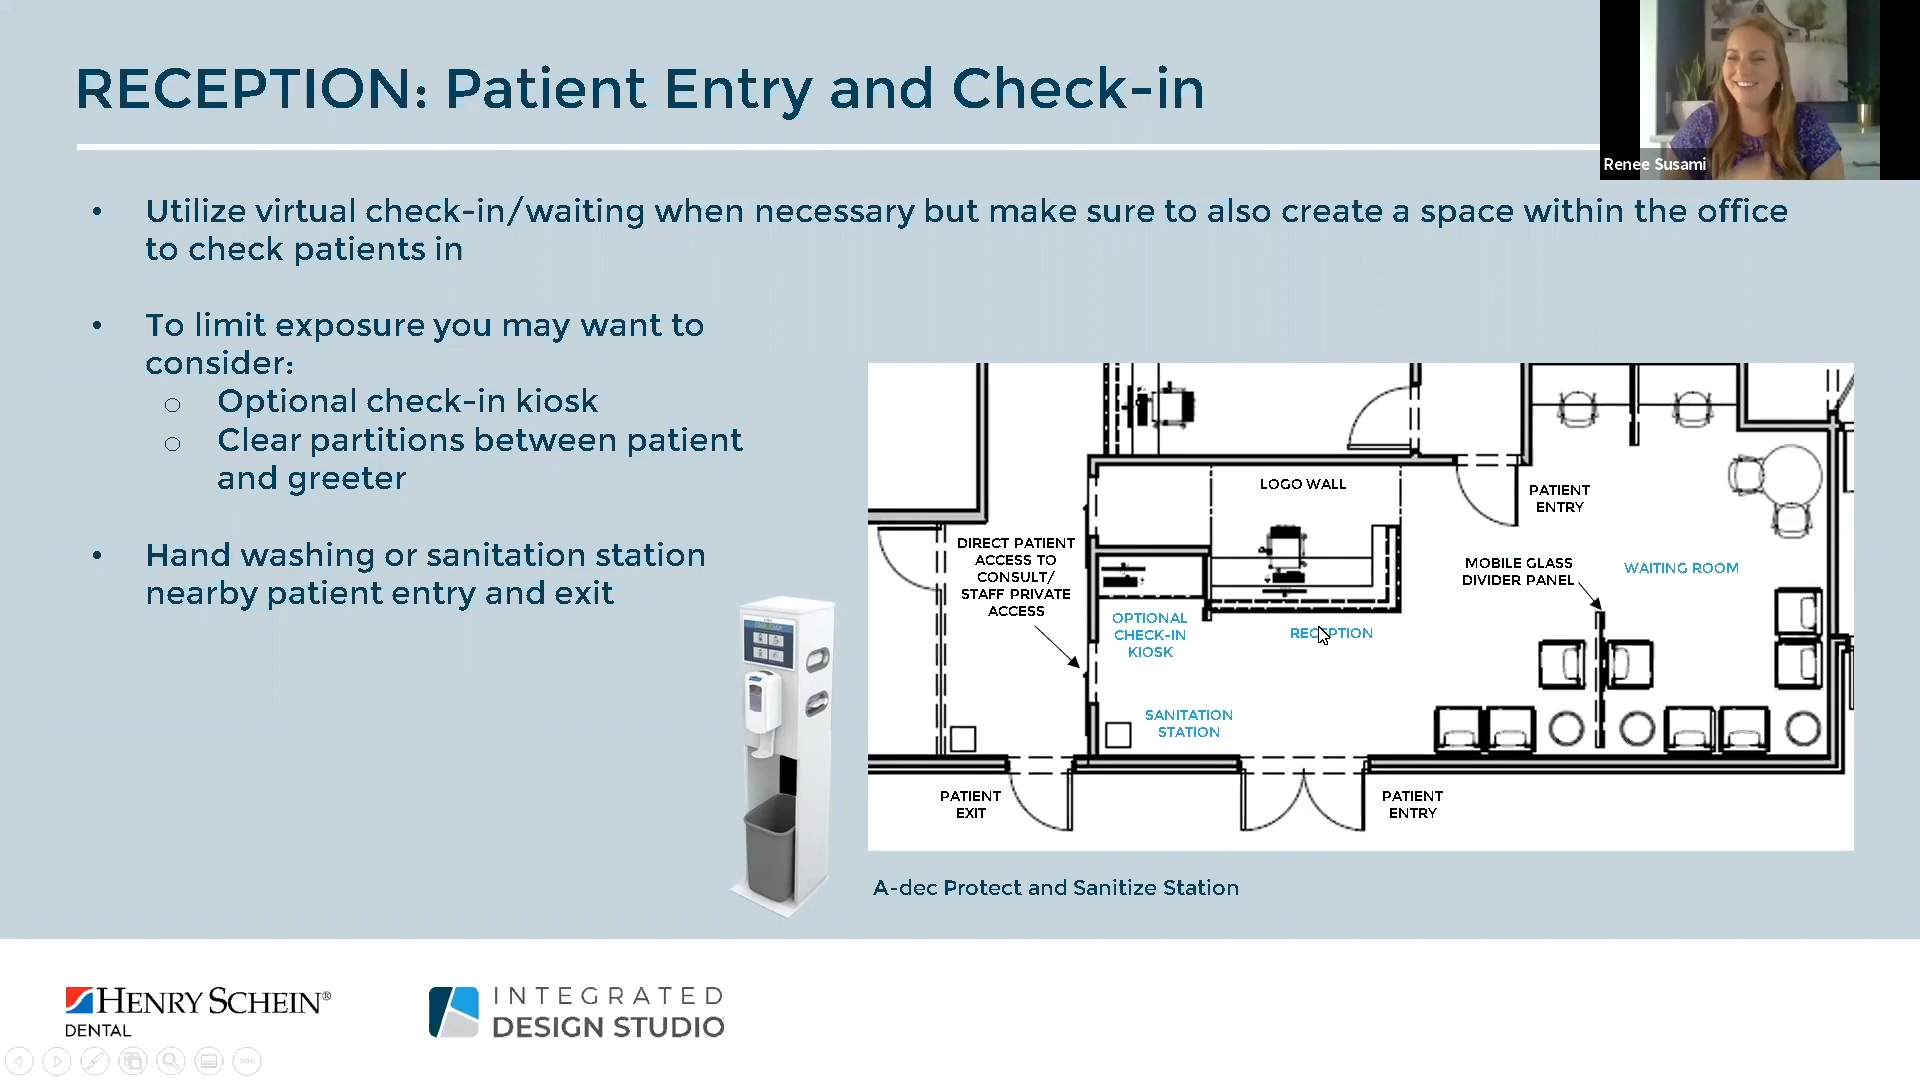 RECEPTION: Patient Entry and Check-in
Renee Susami
• Utilize virtual check-in/waiting when necessary but make sure to also create a space within the office
to check patients in
• To limit exposure you may want to
consider:
o Optional check-in kiosk
o Clear partitions between patient
and greeter
• Hand washing or sanitation station
nearby patient entry and exit
LOGO WALL
PATIENT
ENTRY
DIRECT PATIENT
ACCESS TO
CONSULT/
STAFF PRIVATE
ACCESS
MOBILE GLASS
DIVIDER PANEL
WAITING ROOM
OPTIONAL
CHECK-IN
KIOSK
RECEPTION
SANITATION
STATION
PATIENT
EXIT
PATIENT
ENTRY
A-dec Protect and Sanitize Station
HENRY SCHEIN®
DENTAL
INTEGRATED
DESIGN STUDIO